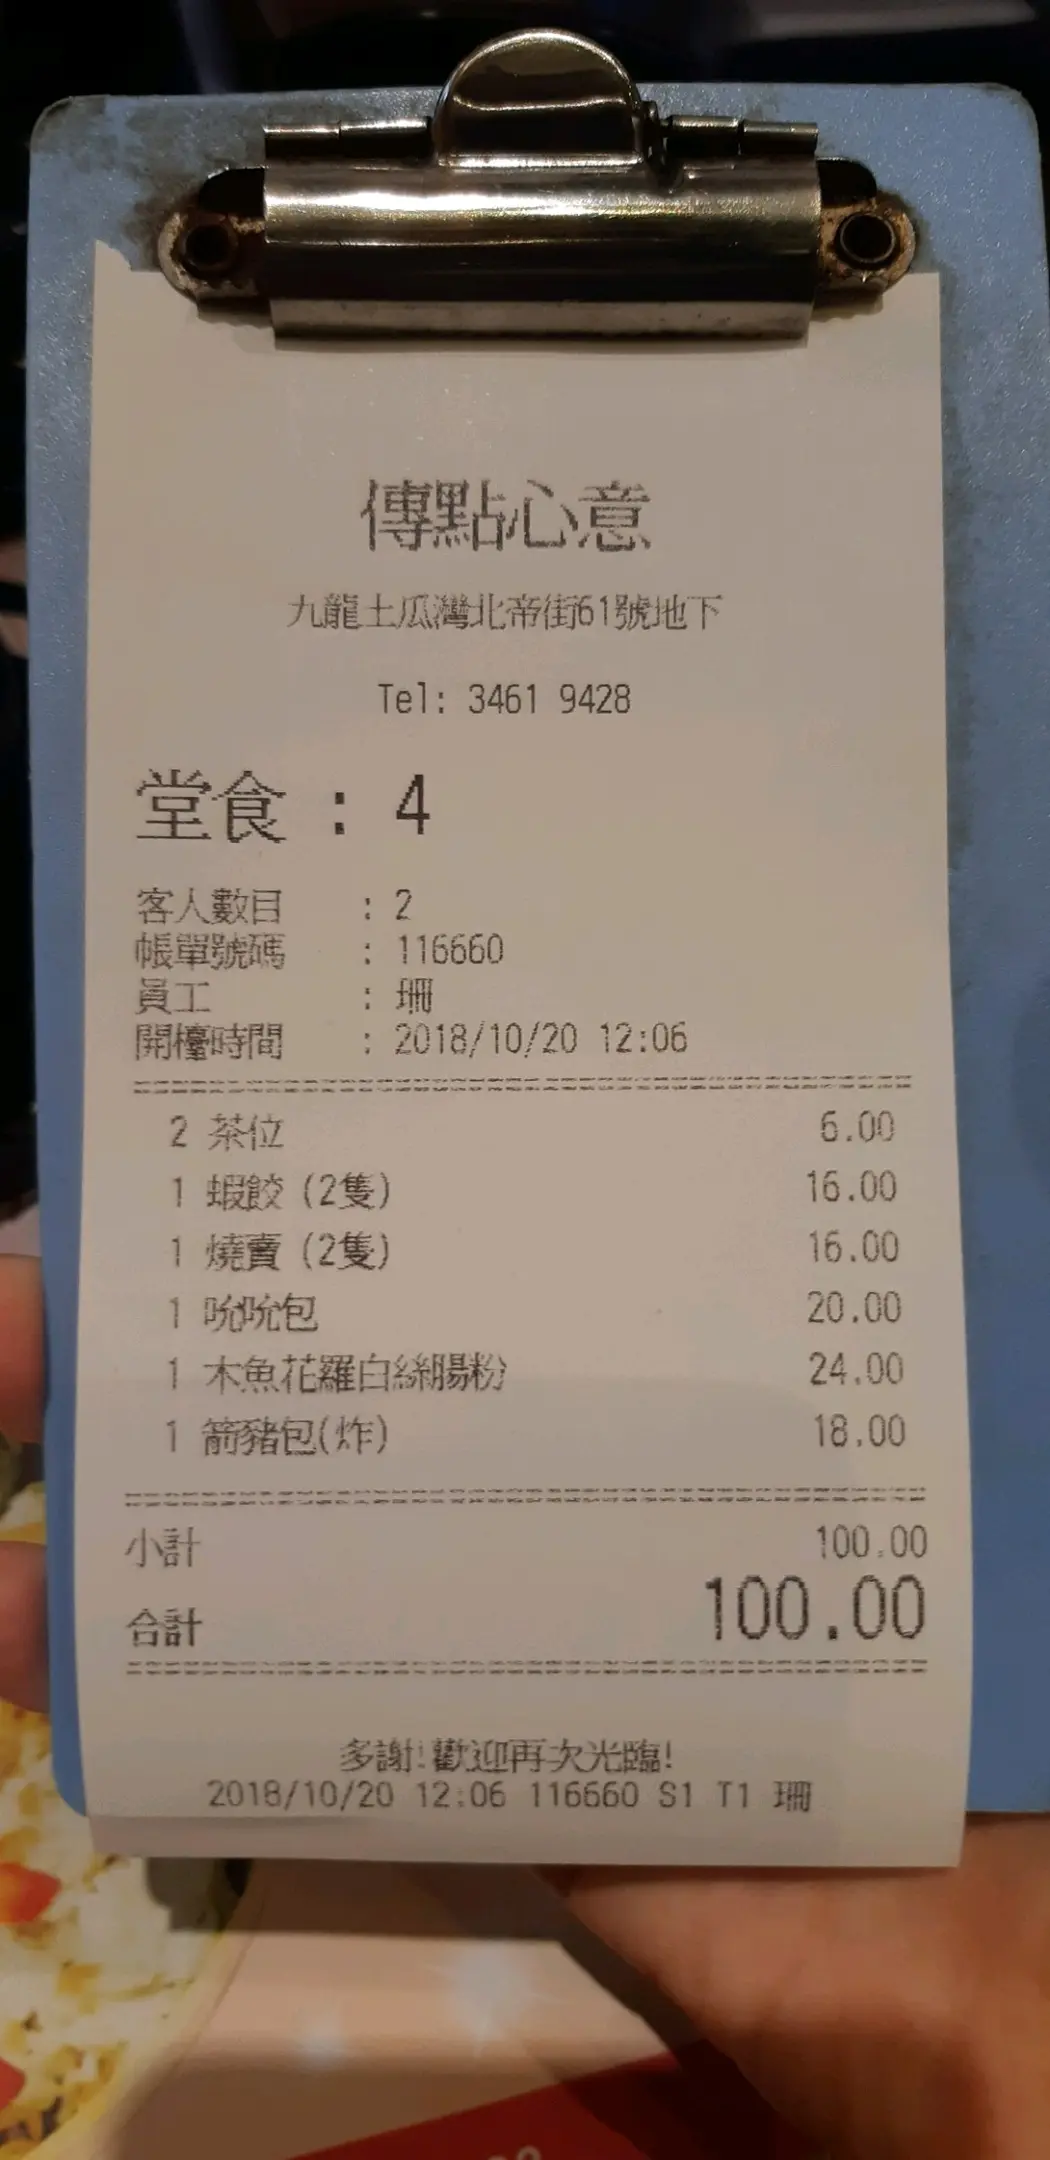 傳點心意
九龍土瓜灣北帝街61號地下
Tel: 3461 9428
堂食 : 4
客人數目 : 2
帳單號碼 : 116660
員工 : 珊
開檯時間 : 2018/10/20 12:06
2 茶位 6.00
1 蝦餃 (2隻) 16.00
1 燒賣 (2隻) 16.00
1 吮吮包 20.00
1 木魚花羅白絲腸粉 24.00
1 箭豬包(炸) 18.00
小計 100.00
合計 100.00
多謝!歡迎再次光臨!
2018/10/20 12:06 116660 S1 T1 珊